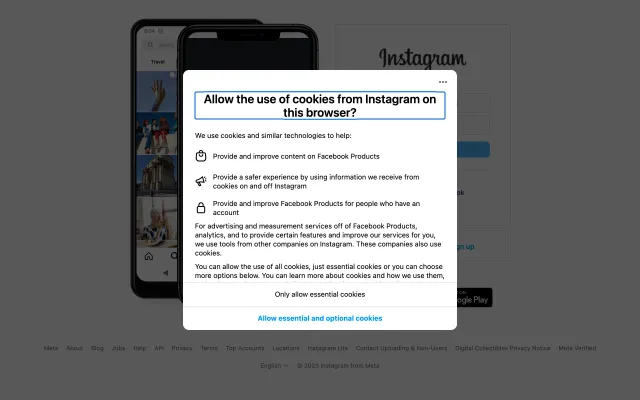 9:04
Travel
Instagram
•••
Allow the use of cookies from Instagram on
this browser?
We use cookies and similar technologies to help:
Provide and improve content on Facebook Products
Provide a safer experience by using information we receive from
cookies on and off Instagram
Provide and improve Facebook Products for people who have an
account
For advertising and measurement services off of Facebook Products,
analytics, and to provide certain features and improve our services for you,
we use tools from other companies on Instagram. These companies also use
cookies.
You can allow the use of all cookies, just essential cookies or you can choose
more options below. You can learn more about cookies and how we use them,
Only allow essential cookies
Allow essential and optional cookies
ok
gn up
ogle Play
Meta About Blog Jobs Help API Privacy Terms Top Accounts Locations Instagram Lite Contact Uploading & Non-Users Digital Collectibles Privacy Notice Meta Verified
English © 2023 Instagram from Meta